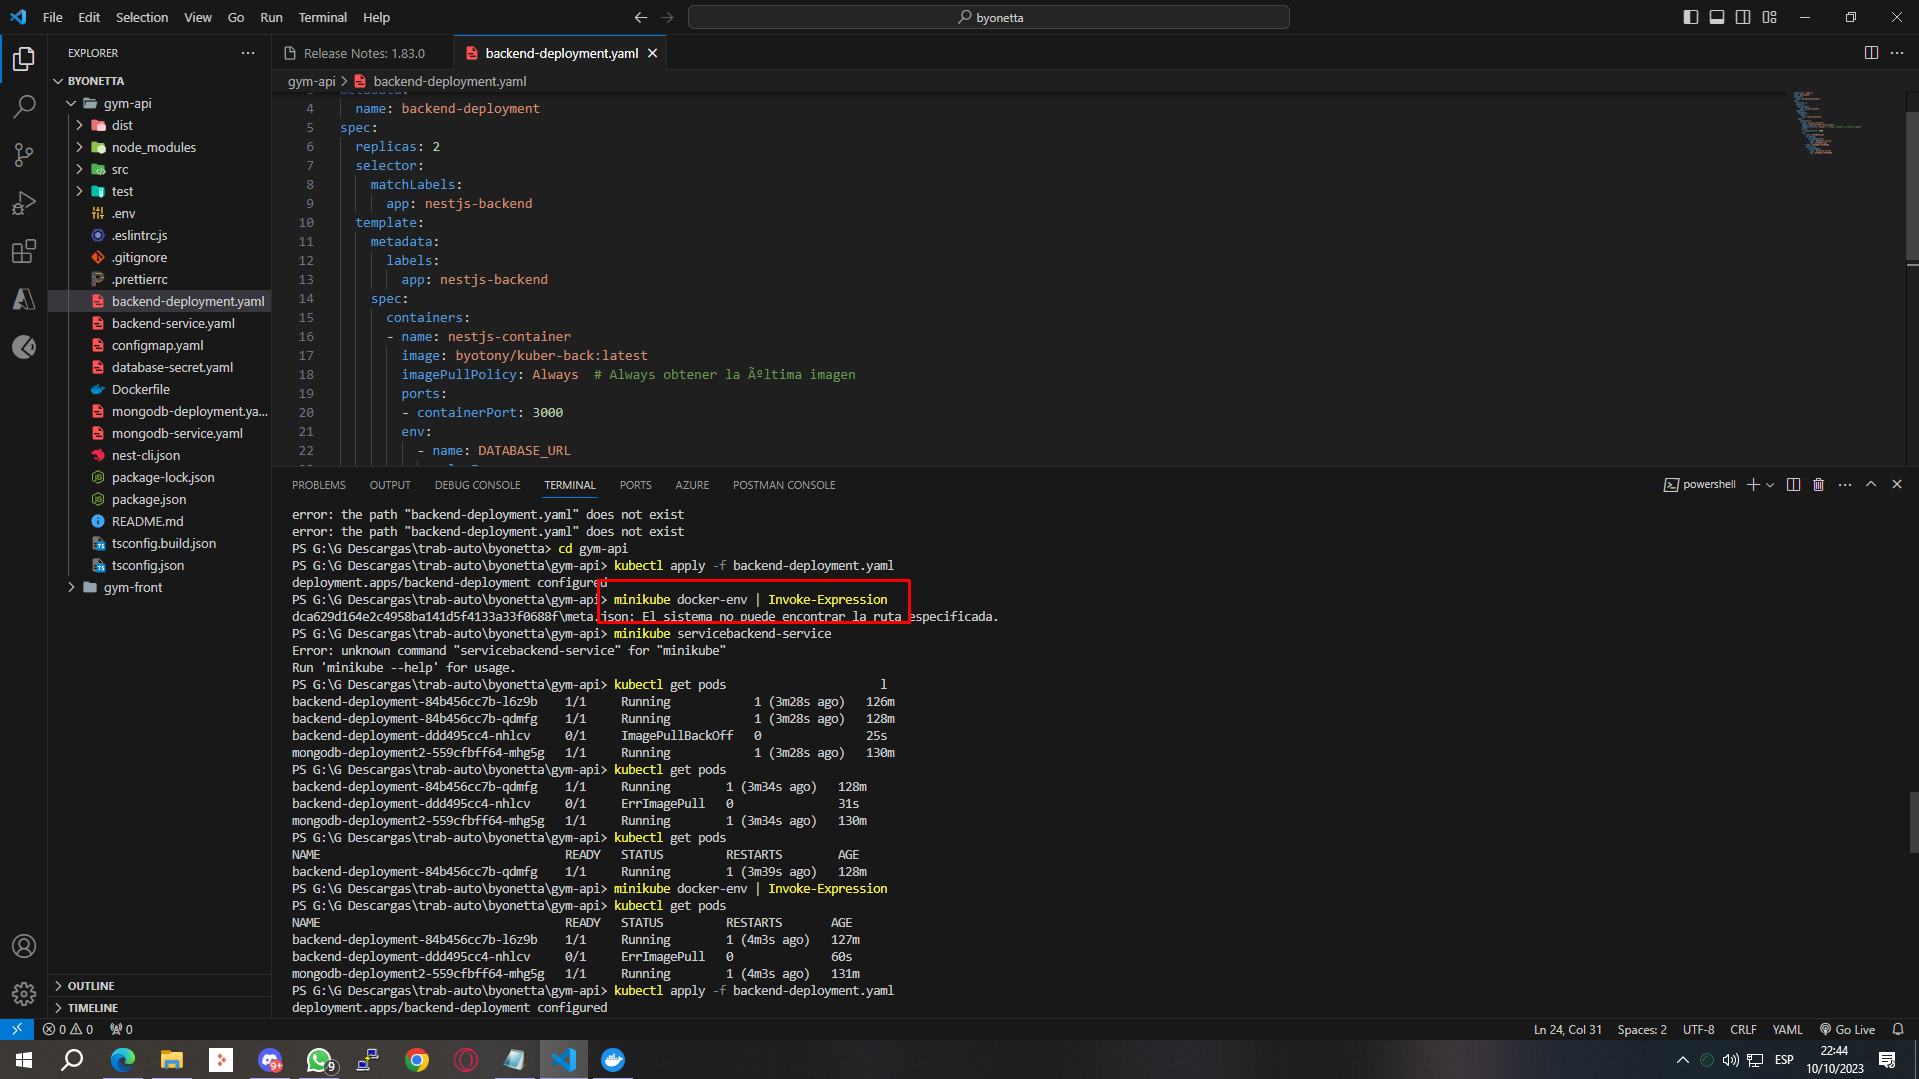 File Edit Selection View Go Run Terminal Help
byonetta
EXPLORER
Release Notes: 1.83.0
backend-deployment.yaml
gym-api > backend-deployment.yaml
BYONETTA
gym-api
dist
node_modules
src
test
.env
.eslintrc.js
.gitignore
.prettierrc
backend-deployment.yaml
backend-service.yaml
configmap.yaml
database-secret.yaml
Dockerfile
mongodb-deployment.ya...
mongodb-service.yaml
nest-cli.json
package-lock.json
package.json
README.md
tsconfig.build.json
tsconfig.json
gym-front
OUTLINE
TIMELINE
4 name: backend-deployment
5 spec:
6 replicas: 2
7 selector:
8 matchLabels:
9 app: nestjs-backend
10 template:
11 metadata:
12 labels:
13 app: nestjs-backend
14 spec:
15 containers:
16 - name: nestjs-container
17 image: byotony/kuber-back:latest
18 imagePullPolicy: Always # Always obtener la Ãºltima imagen
19 ports:
20 - containerPort: 3000
21 env:
22 - name: DATABASE_URL
PROBLEMS OUTPUT DEBUG CONSOLE TERMINAL PORTS AZURE POSTMAN CONSOLE
powershell
error: the path "backend-deployment.yaml" does not exist
error: the path "backend-deployment.yaml" does not exist
PS G:\G Descargas\trab-auto\byonetta> cd gym-api
PS G:\G Descargas\trab-auto\byonetta\gym-api> kubectl apply -f backend-deployment.yaml
deployment.apps/backend-deployment configured
PS G:\G Descargas\trab-auto\byonetta\gym-api> minikube docker-env | Invoke-Expression
dca629d164e2c4958ba141d5f4133a33f0688f\meta.json: El sistema no puede encontrar la ruta especificada.
PS G:\G Descargas\trab-auto\byonetta\gym-api> minikube servicebackend-service
Error: unknown command "servicebackend-service" for "minikube"
Run 'minikube --help' for usage.
PS G:\G Descargas\trab-auto\byonetta\gym-api> kubectl get pods l
backend-deployment-84b456cc7b-l6z9b 1/1 Running 1 (3m28s ago) 126m
backend-deployment-84b456cc7b-qdmfg 1/1 Running 1 (3m28s ago) 128m
backend-deployment-ddd495cc4-nhlcv 0/1 ImagePullBackOff 0 25s
mongodb-deployment2-559cfbff64-mhg5g 1/1 Running 1 (3m28s ago) 130m
PS G:\G Descargas\trab-auto\byonetta\gym-api> kubectl get pods
backend-deployment-84b456cc7b-qdmfg 1/1 Running 1 (3m34s ago) 128m
backend-deployment-ddd495cc4-nhlcv 0/1 ErrImagePull 0 31s
mongodb-deployment2-559cfbff64-mhg5g 1/1 Running 1 (3m34s ago) 130m
PS G:\G Descargas\trab-auto\byonetta\gym-api> kubectl get pods
NAME READY STATUS RESTARTS AGE
backend-deployment-84b456cc7b-qdmfg 1/1 Running 1 (3m39s ago) 128m
PS G:\G Descargas\trab-auto\byonetta\gym-api> minikube docker-env | Invoke-Expression
PS G:\G Descargas\trab-auto\byonetta\gym-api> kubectl get pods
NAME READY STATUS RESTARTS AGE
backend-deployment-84b456cc7b-l6z9b 1/1 Running 1 (4m3s ago) 127m
backend-deployment-ddd495cc4-nhlcv 0/1 ErrImagePull 0 60s
mongodb-deployment2-559cfbff64-mhg5g 1/1 Running 1 (4m3s ago) 131m
PS G:\G Descargas\trab-auto\byonetta\gym-api> kubectl apply -f backend-deployment.yaml
deployment.apps/backend-deployment configured
0 0 0
Ln 24, Col 31 Spaces: 2 UTF-8 CRLF YAML Go Live
9+ 9
ESP
22:44
10/10/2023